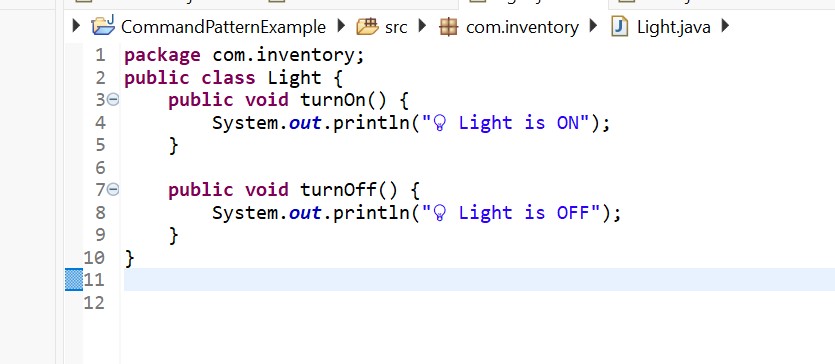 CommandPatternExample src com.inventory Light.java
1 package com.inventory;
2 public class Light {
3 public void turnOn() {
4 System.out.println("💡 Light is ON");
5 }
6
7 public void turnOff() {
8 System.out.println("💡 Light is OFF");
9 }
10 }
11
12